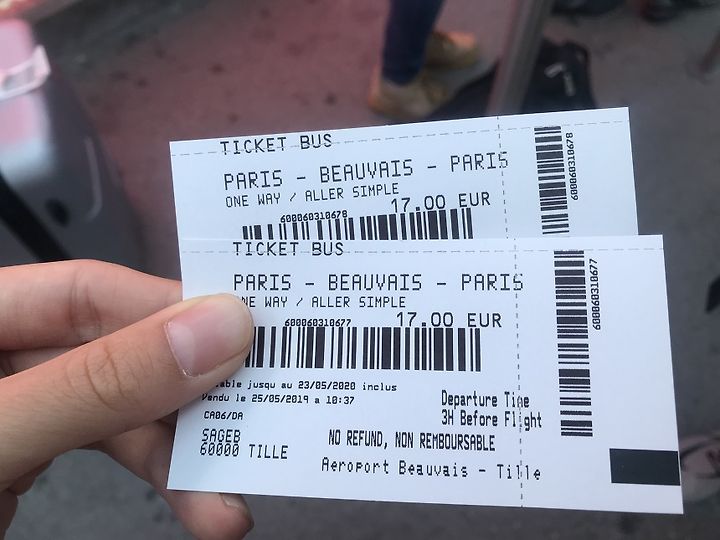 TICKET BUS
PARIS - BEAUVAIS - PARIS
ONE WAY / ALLER SIMPLE
17.00 EUR
600060310678
600060310678
TICKET BUS
PARIS - BEAUVAIS - PARIS
NE WAY / ALLER SIMPLE
17.00 EUR
600060310677
600060310677
able jusqu au 23/05/2020 inclus
Vendu le 25/05/2019 a 10:37
Departure Time
3H Before Flight
CA06/DA
SAGEB
60000 TILLE
NO REFUND, NON REMBOURSABLE
Aeroport Beauvais - Tille